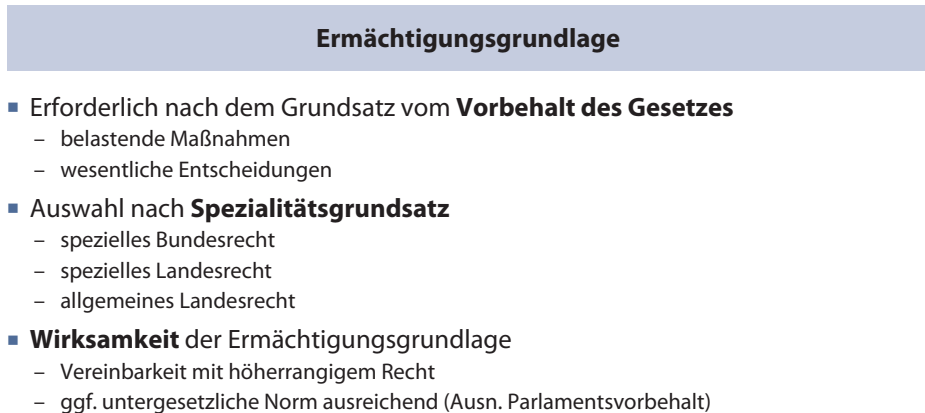 Ermächtigungsgrundlage
▪ Erforderlich nach dem Grundsatz vom Vorbehalt des Gesetzes
– belastende Maßnahmen
– wesentliche Entscheidungen
▪ Auswahl nach Spezialitätsgrundsatz
– spezielles Bundesrecht
– spezielles Landesrecht
– allgemeines Landesrecht
▪ Wirksamkeit der Ermächtigungsgrundlage
– Vereinbarkeit mit höherrangigem Recht
– ggf. untergesetzliche Norm ausreichend (Ausn. Parlamentsvorbehalt)